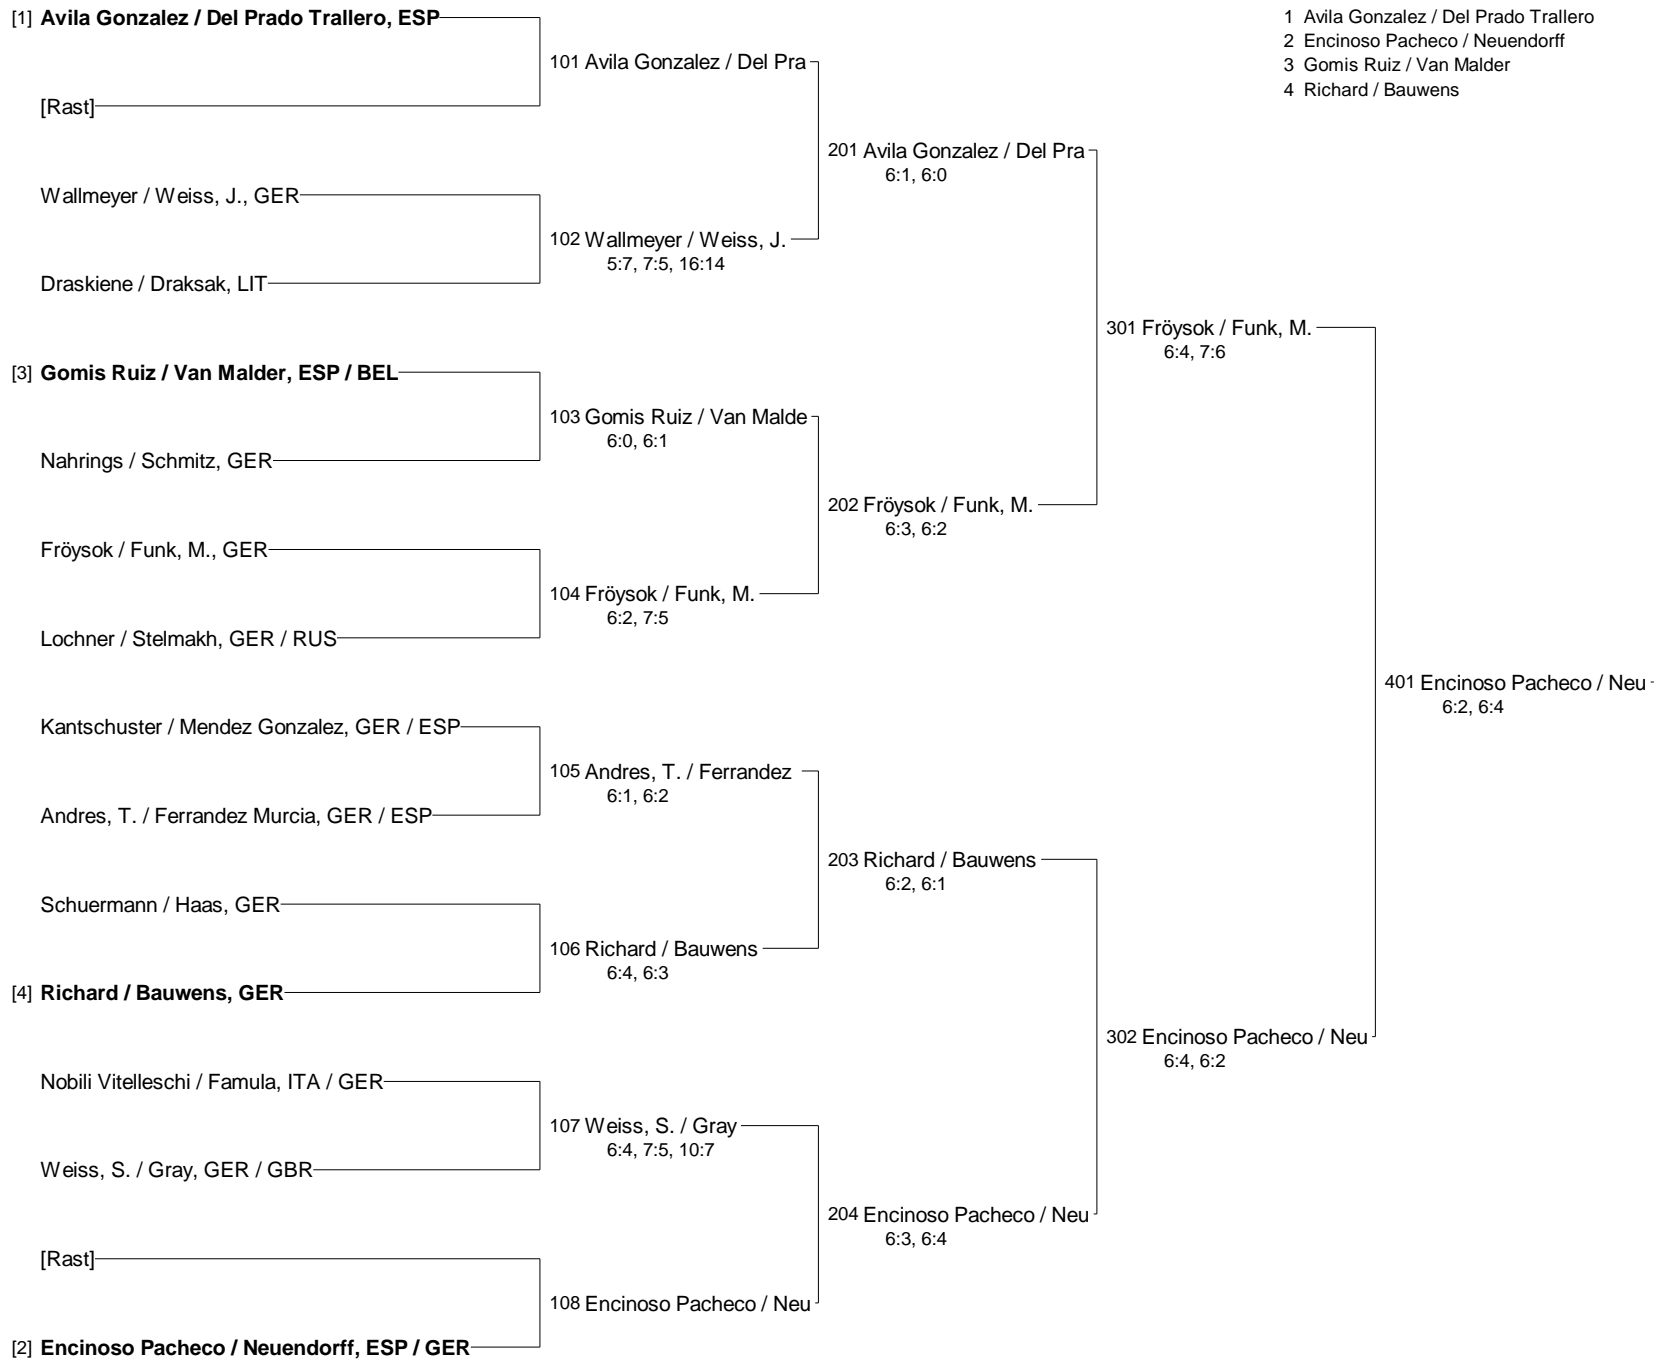 [1] Avila Gonzalez / Del Prado Trallero, ESP
[Rast]
Wallmeyer / Weiss, J., GER
Draskiene / Draksak, LIT
[3] Gomis Ruiz / Van Malder, ESP / BEL
Nahrings / Schmitz, GER
Fröysok / Funk, M., GER
Lochner / Stelmakh, GER / RUS
Kantschuster / Mendez Gonzalez, GER / ESP
Andres, T. / Ferrandez Murcia, GER / ESP
Schuermann / Haas, GER
[4] Richard / Bauwens, GER
Nobili Vitelleschi / Famula, ITA / GER
Weiss, S. / Gray, GER / GBR
[Rast]
[2] Encinoso Pacheco / Neuendorff, ESP / GER
101 Avila Gonzalez / Del Pra
102 Wallmeyer / Weiss, J.
5:7, 7:5, 16:14
103 Gomis Ruiz / Van Malde
6:0, 6:1
104 Fröysok / Funk, M.
6:2, 7:5
105 Andres, T. / Ferrandez
6:1, 6:2
106 Richard / Bauwens
6:4, 6:3
107 Weiss, S. / Gray
6:4, 7:5, 10:7
108 Encinoso Pacheco / Neu
201 Avila Gonzalez / Del Pra
6:1, 6:0
202 Fröysok / Funk, M.
6:3, 6:2
203 Richard / Bauwens
6:2, 6:1
204 Encinoso Pacheco / Neu
6:3, 6:4
301 Fröysok / Funk, M.
6:4, 7:6
302 Encinoso Pacheco / Neu
6:4, 6:2
401 Encinoso Pacheco / Neu
6:2, 6:4
1 Avila Gonzalez / Del Prado Trallero
2 Encinoso Pacheco / Neuendorff
3 Gomis Ruiz / Van Malder
4 Richard / Bauwens